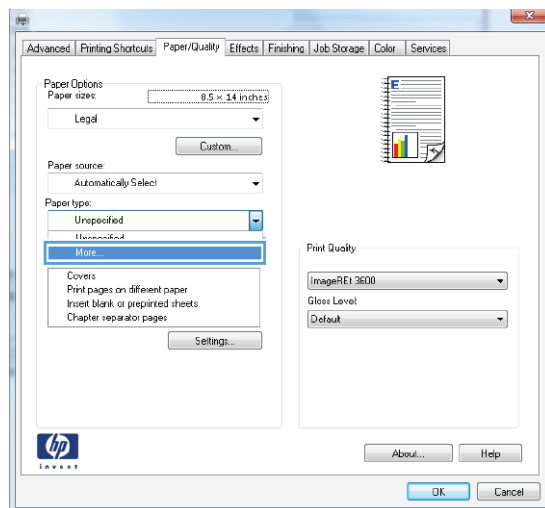 Advanced Printing Shortcuts Paper/Quality Effects Finishing Job Storage Color Services
Paper Options
Paper sizes: 8.5 × 14 inches
Legal
Custom...
Paper source:
Automatically Select
Paper type:
Unspecified
Unspecified
More...
Covers
Print pages on different paper
Insert blank or preprinted sheets
Chapter separator pages
Settings...
E
Print Quality
ImageREt 3600
Gloss Level:
Default
hp
invent
About... Help
OK Cancel